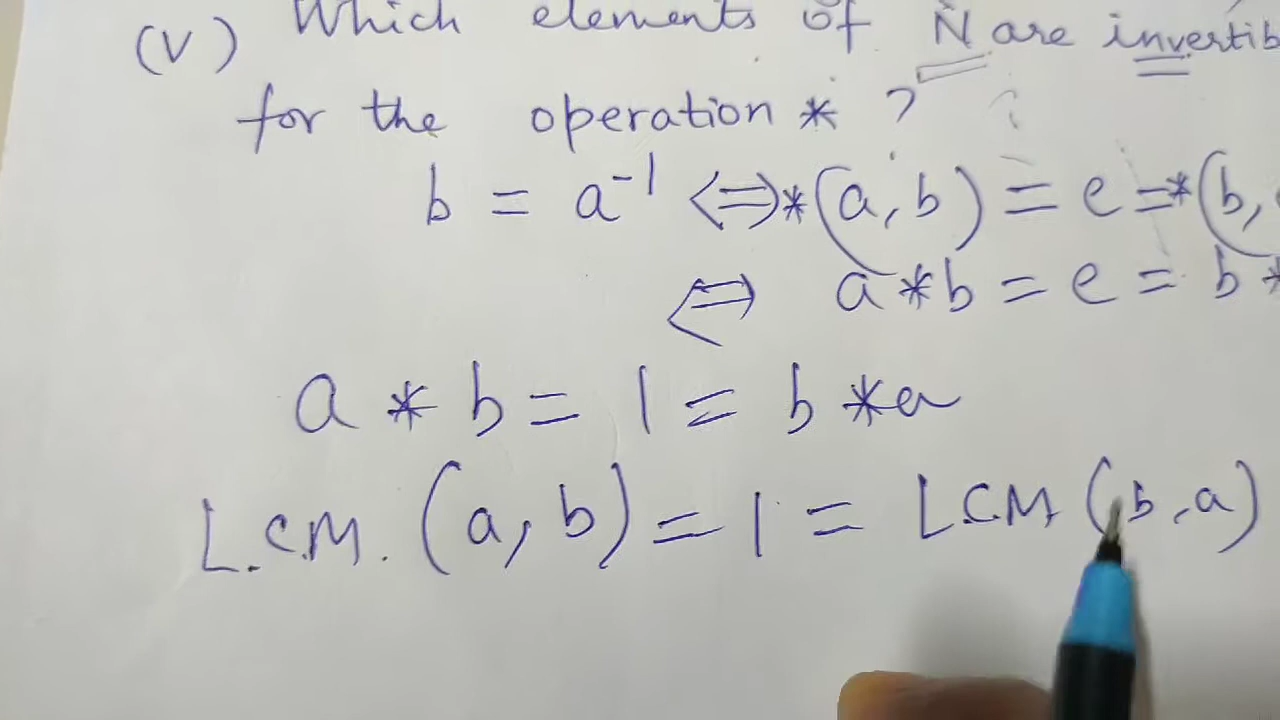 (V) Which elements of N are invertib
for the operation * ?
b = a⁻¹ ⇔ *(a, b) = e = *(b,
⇔ a * b = e = b *
a * b = 1 = b * a
L.C.M. (a, b) = 1 = LCM (b, a)